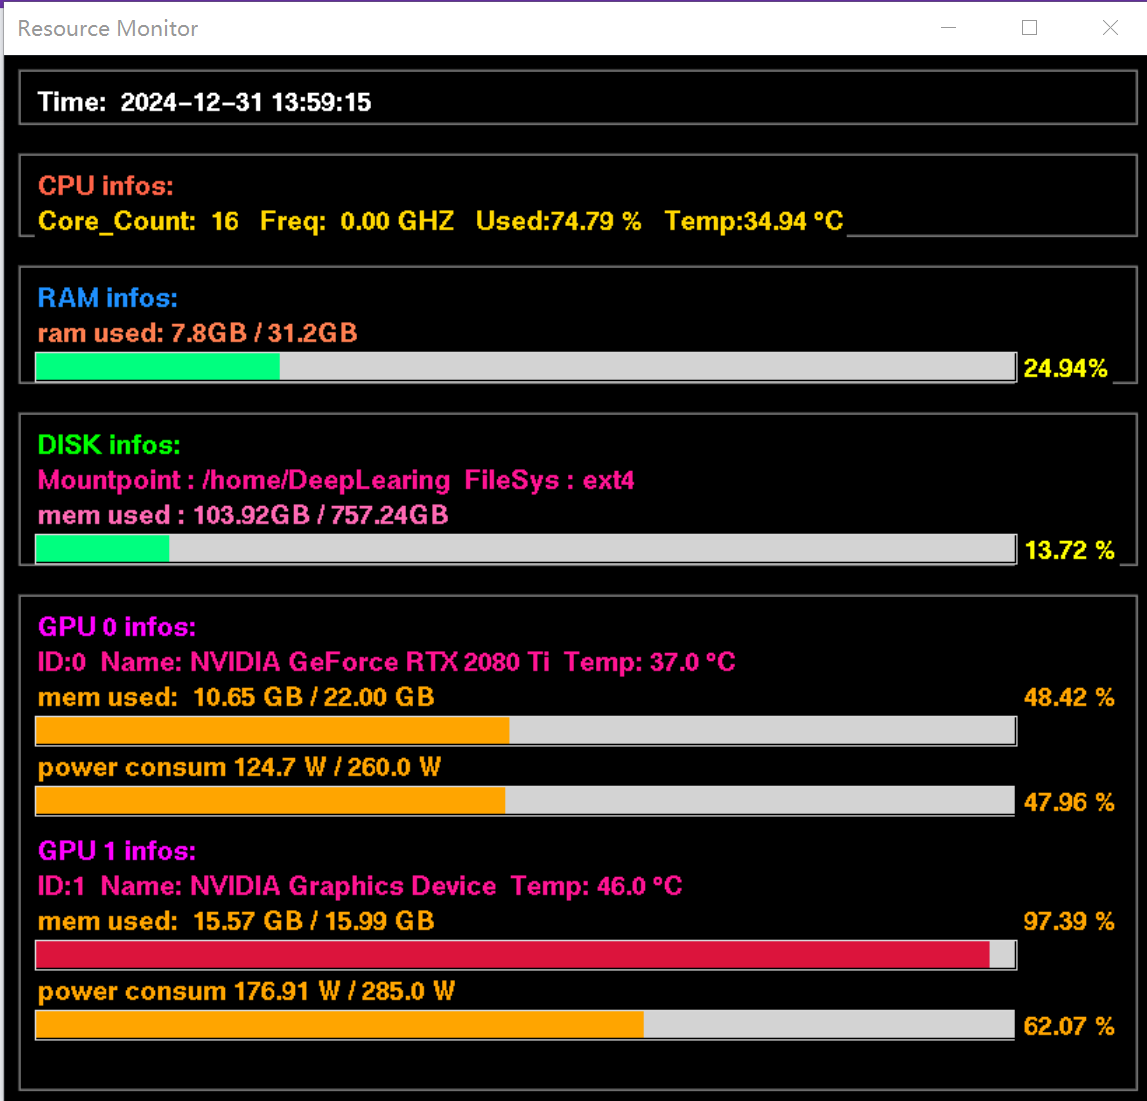 Resource Monitor
Time: 2024-12-31 13:59:15
CPU infos:
Core_Count: 16 Freq: 0.00 GHZ Used:74.79 % Temp:34.94 °C
RAM infos:
ram used: 7.8GB / 31.2GB
24.94%
DISK infos:
Mountpoint : /home/DeepLearing FileSys : ext4
mem used : 103.92GB / 757.24GB
13.72 %
GPU 0 infos:
ID:0 Name: NVIDIA GeForce RTX 2080 Ti Temp: 37.0 °C
mem used: 10.65 GB / 22.00 GB 48.42 %
power consum 124.7 W / 260.0 W
47.96 %
GPU 1 infos:
ID:1 Name: NVIDIA Graphics Device Temp: 46.0 °C
mem used: 15.57 GB / 15.99 GB 97.39 %
power consum 176.91 W / 285.0 W
62.07 %